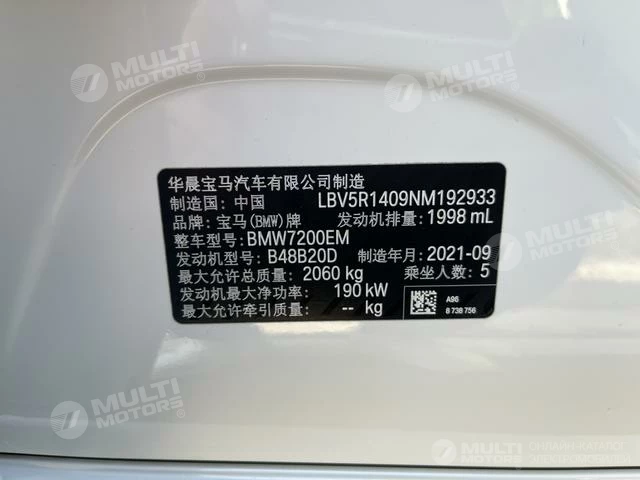 MULTI
MOTORS®
MULTI
MOTORS®
华晨宝马汽车有限公司制造
制造国: 中国 LBV5R1409NM192933
品牌: 宝马(BMW)牌 发动机排量: 1998 mL
整车型号: BMW7200EM
发动机型号: B48B20D 制造年月: 2021-09
最大允许总质量: 2060 kg 乘坐人数: 5
发动机最大净功率: 190 kW
最大允许牵引质量: -- kg
A96
8 738 756
MULTI
MOTORS®
MULTI
MOTORS
MULTI
MOTORS
ОНЛАЙН-КАТАЛОГ